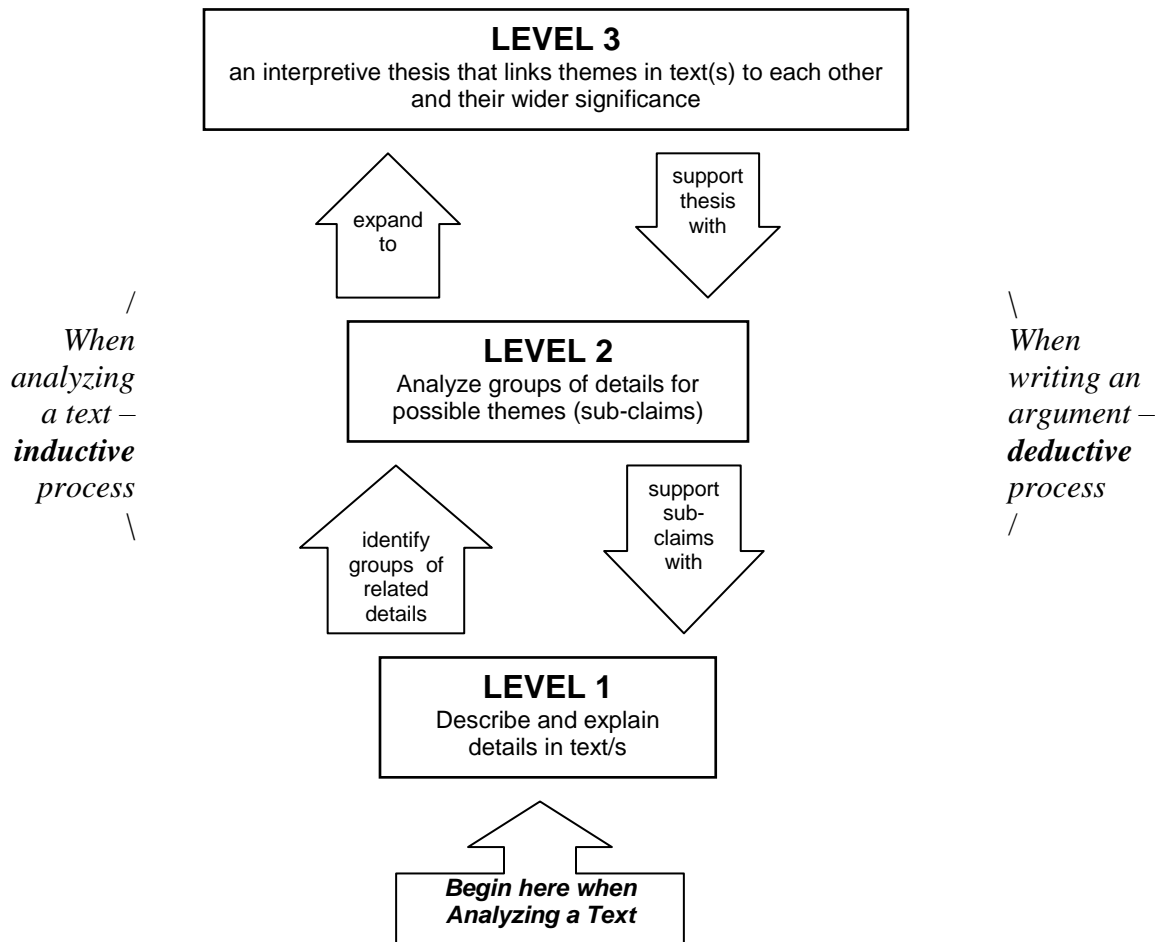 LEVEL 3
an interpretive thesis that links themes in text(s) to each other
and their wider significance
expand
to
support
thesis
with
/
When
analyzing
a text –
inductive
process
\
LEVEL 2
Analyze groups of details for
possible themes (sub-claims)
\
When
writing an
argument –
deductive
process
/
identify
groups of
related
details
support
sub-
claims
with
LEVEL 1
Describe and explain
details in text/s
Begin here when
Analyzing a Text